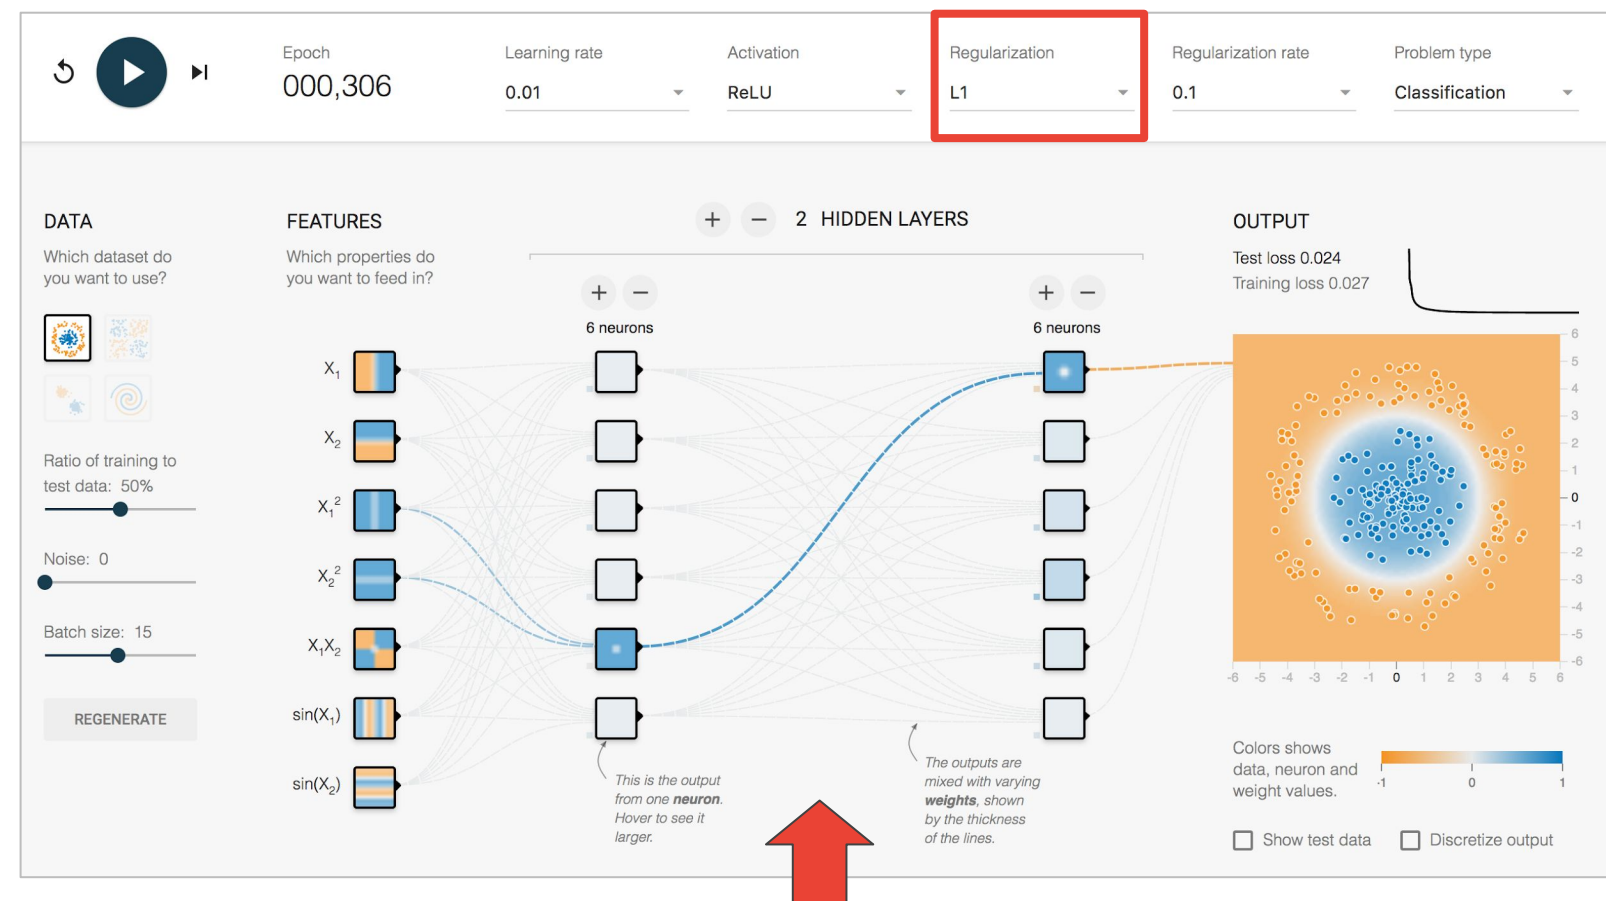 Epoch
000,306
Learning rate
0.01
Activation
ReLU
Regularization
L1
Regularization rate
0.1
Problem type
Classification
DATA
Which dataset do
you want to use?
Ratio of training to
test data: 50%
Noise: 0
Batch size: 15
REGENERATE
FEATURES
Which properties do
you want to feed in?
X₁
X₂
X₁²
X₂²
X₁X₂
sin(X₁)
sin(X₂)
+ − 2 HIDDEN LAYERS
+ −
6 neurons
+ −
6 neurons
This is the output
from one neuron.
Hover to see it
larger.
The outputs are
mixed with varying
weights, shown
by the thickness
of the lines.
OUTPUT
Test loss 0.024
Training loss 0.027
6
5
4
3
2
1
0
-1
-2
-3
-4
-5
-6
-6 -5 -4 -3 -2 -1 0 1 2 3 4 5 6
Colors shows
data, neuron and
weight values.
-1 0 1
Show test data
Discretize output